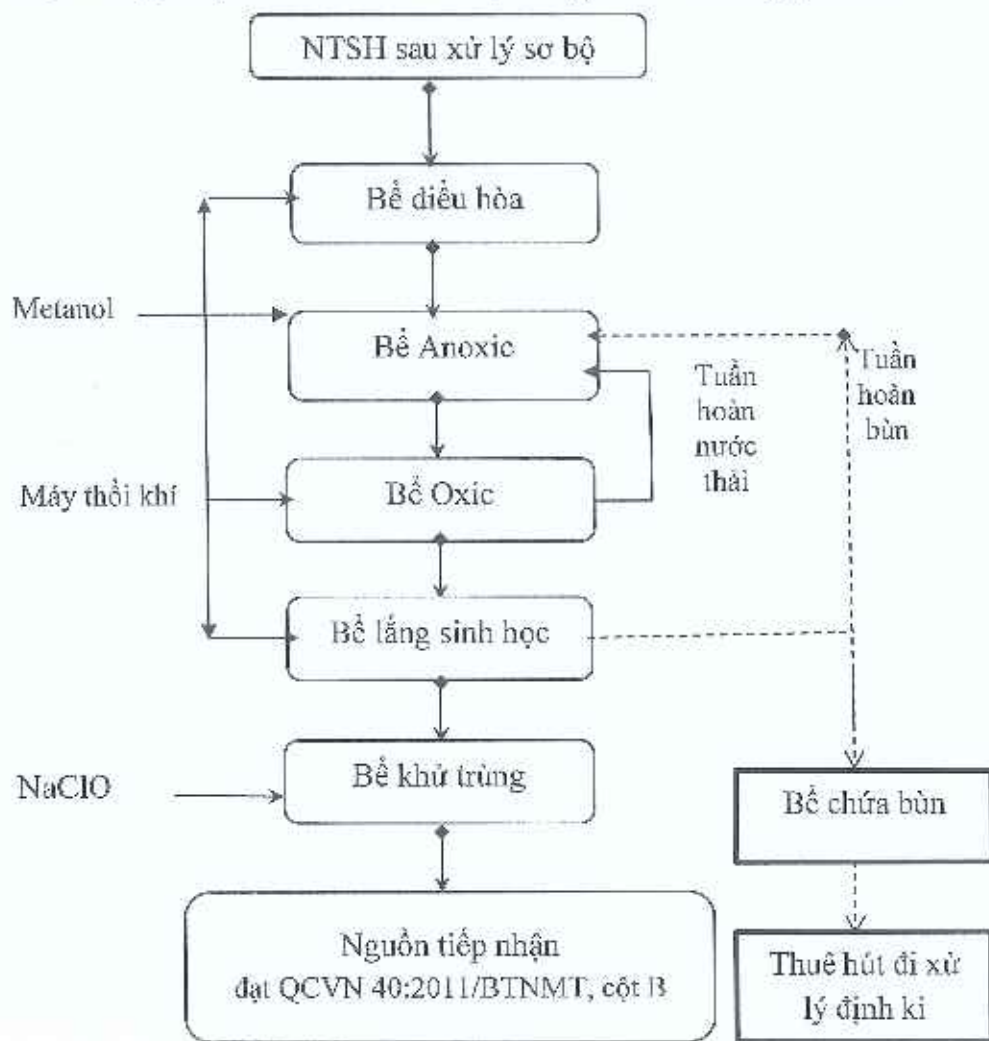 NTSH sau xử lý sơ bộ
Bể điều hòa
Metanol
Bể Anoxic
Tuần
hoàn
nước
thải
Tuần
hoàn
bùn
Máy thổi khí
Bể Oxic
Bể lắng sinh học
NaClO
Bể khử trùng
Bể chứa bùn
Nguồn tiếp nhận
đạt QCVN 40:2011/BTNMT, cột B
Thuê hút đi xử
lý định kì